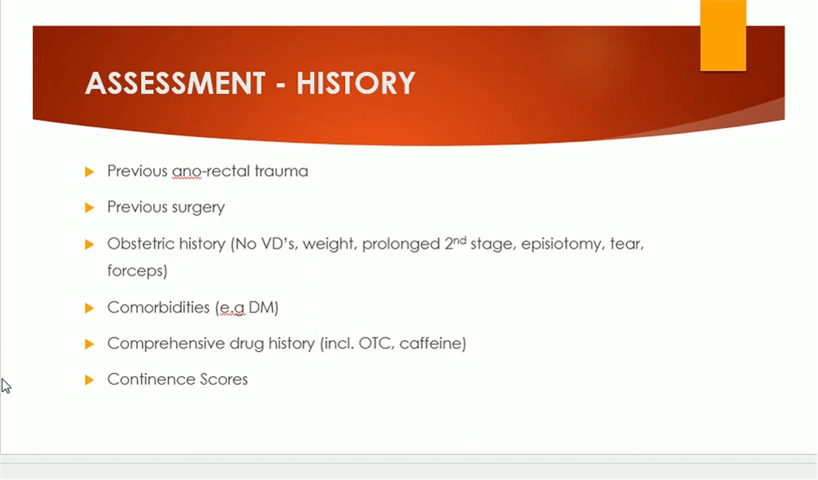 ASSESSMENT - HISTORY
Previous ano-rectal trauma
Previous surgery
Obstetric history (No VD's, weight, prolonged 2nd stage, episiotomy, tear,
forceps)
Comorbidities (e.g DM)
Comprehensive drug history (incl. OTC, caffeine)
Continence Scores